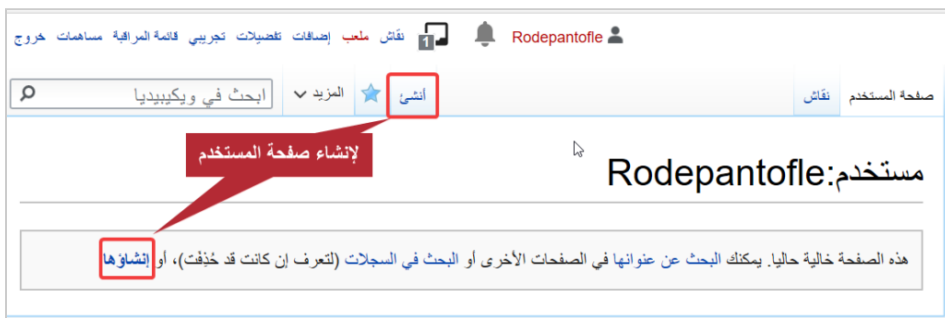 Rodepantofle نقاش ملعب إضافات تفضيلات تجريبي قائمة المراقبة مساهمات خروج
1
صفحة المستخدم نقاش أنشئ المزيد ابحث في ويكيبيديا
لإنشاء صفحة المستخدم
مستخدم:Rodepantofle
هذه الصفحة خالية حاليا. يمكنك البحث عن عنوانها في الصفحات الأخرى أو البحث في السجلات (لتعرف إن كانت قد حُذِفت)، أو إنشاؤها